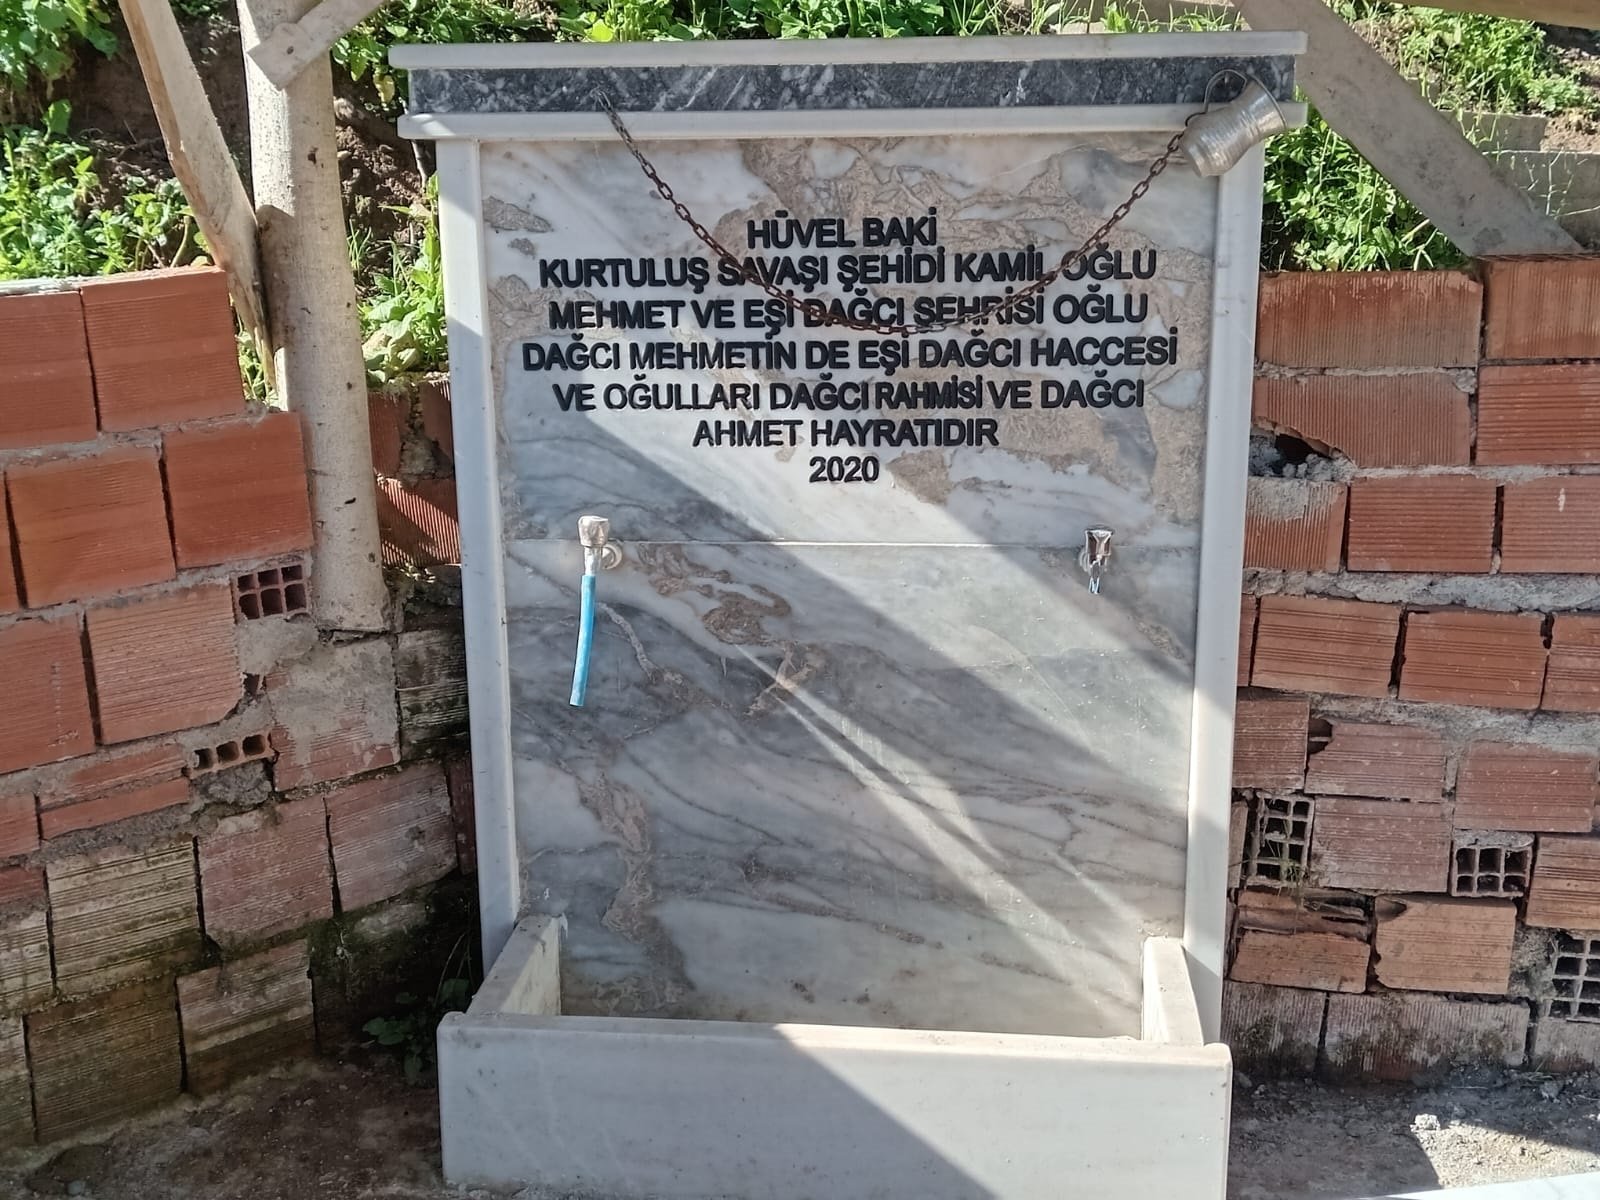 HÜVEL BAKİ
KURTULUŞ SAVAŞI ŞEHİDİ KAMİL OĞLU
MEHMET VE EŞİ DAĞCI ŞEHRİSİ OĞLU
DAĞCI MEHMETİN DE EŞİ DAĞCI HACCESİ
VE OĞULLARI DAĞCI RAHMİSİ VE DAĞCI
AHMET HAYRATIDIR
2020